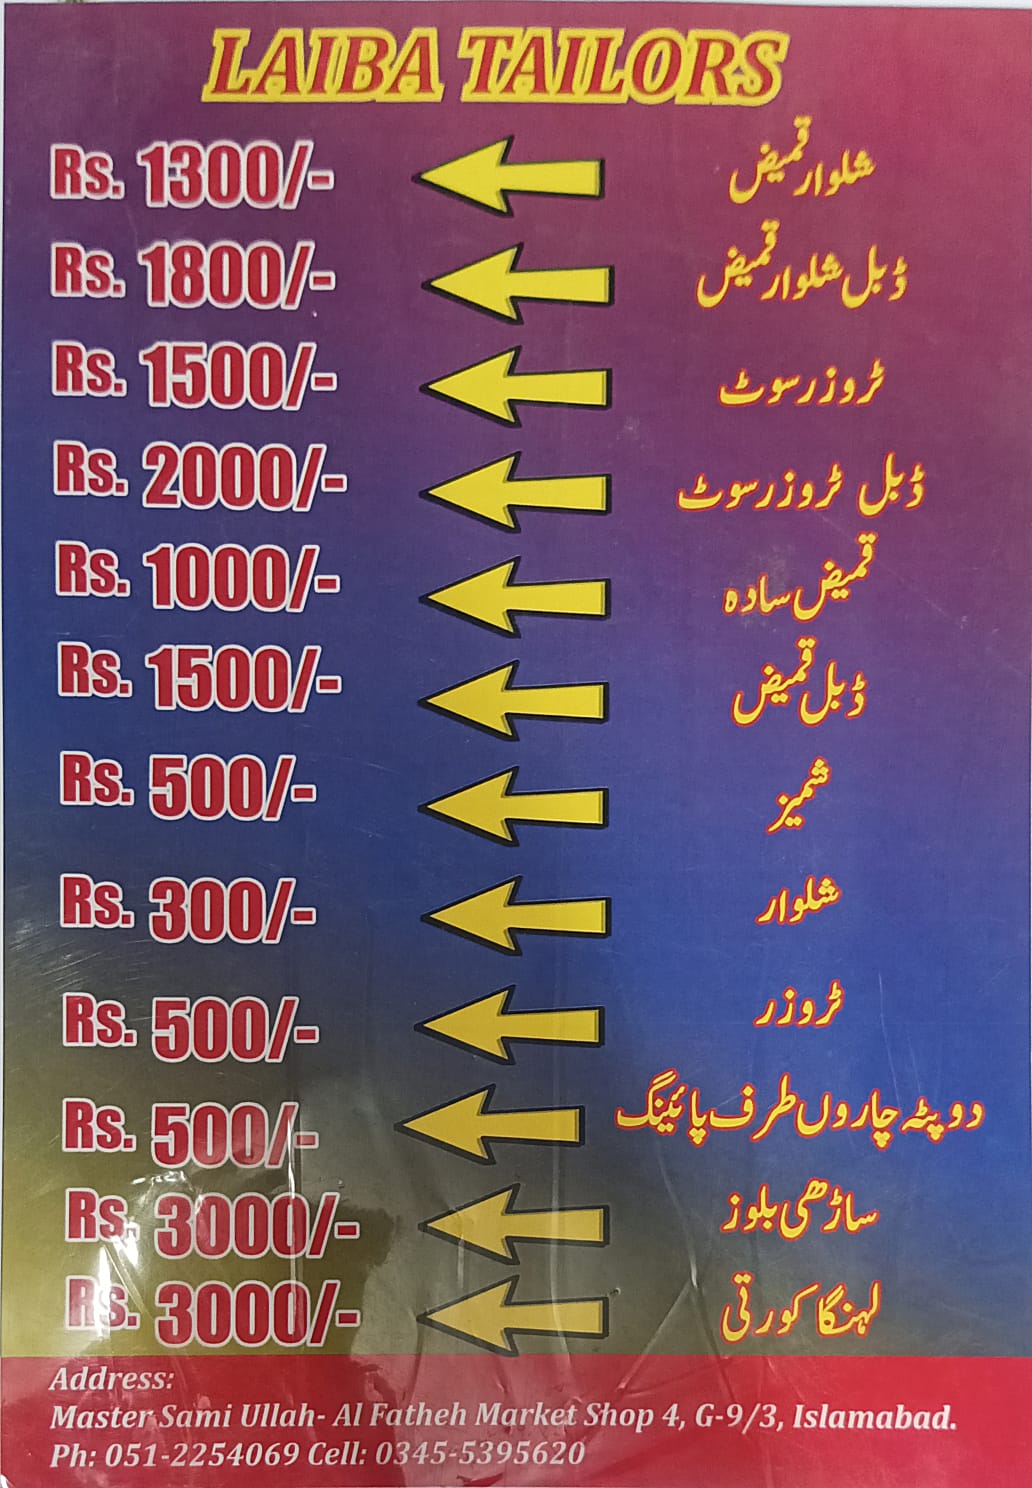 LAIBA TAILORS
شلوار قمیض Rs. 1300/-
ڈبل شلوار قمیض Rs. 1800/-
ٹروزر سوٹ Rs. 1500/-
ڈبل ٹروزر سوٹ Rs. 2000/-
قمیض سادہ Rs. 1000/-
ڈبل قمیض Rs. 1500/-
شمیز Rs. 500/-
شلوار Rs. 300/-
ٹروزر Rs. 500/-
دوپٹہ چاروں طرف پائینگ Rs. 500/-
ساڑھی بلوز Rs. 3000/-
لہنگا کورتی Rs. 3000/-
Address:
Master Sami Ullah- Al Fatheh Market Shop 4, G-9/3, Islamabad.
Ph: 051-2254069 Cell: 0345-5395620